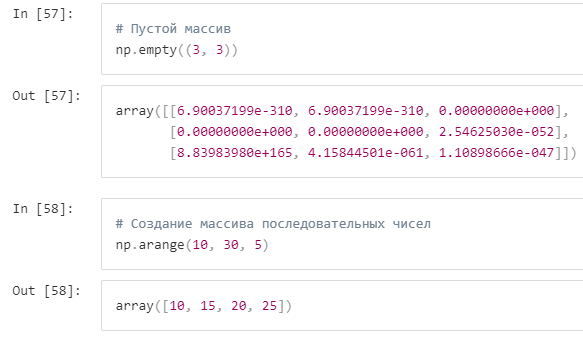 In [57]:
# Пустой массив
np.empty((3, 3))
Out [57]:
array([[6.90037199e-310, 6.90037199e-310, 0.00000000e+000],
[0.00000000e+000, 0.00000000e+000, 2.54625030e-052],
[8.83983980e+165, 4.15844501e-061, 1.10898666e-047]])
In [58]:
# Создание массива последовательных чисел
np.arange(10, 30, 5)
Out [58]:
array([10, 15, 20, 25])